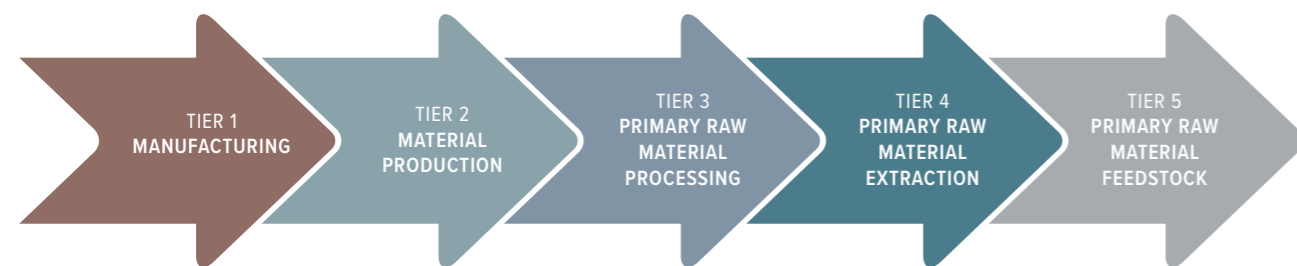 TIER 1
MANUFACTURING
TIER 2
MATERIAL
PRODUCTION
TIER 3
PRIMARY RAW
MATERIAL
PROCESSING
TIER 4
PRIMARY RAW
MATERIAL
EXTRACTION
TIER 5
PRIMARY RAW
MATERIAL
FEEDSTOCK